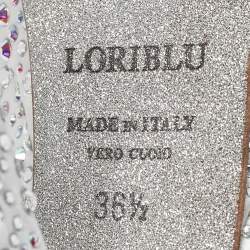 LORIBLU
MADE IN ITALY
VERO CUOIO
36½